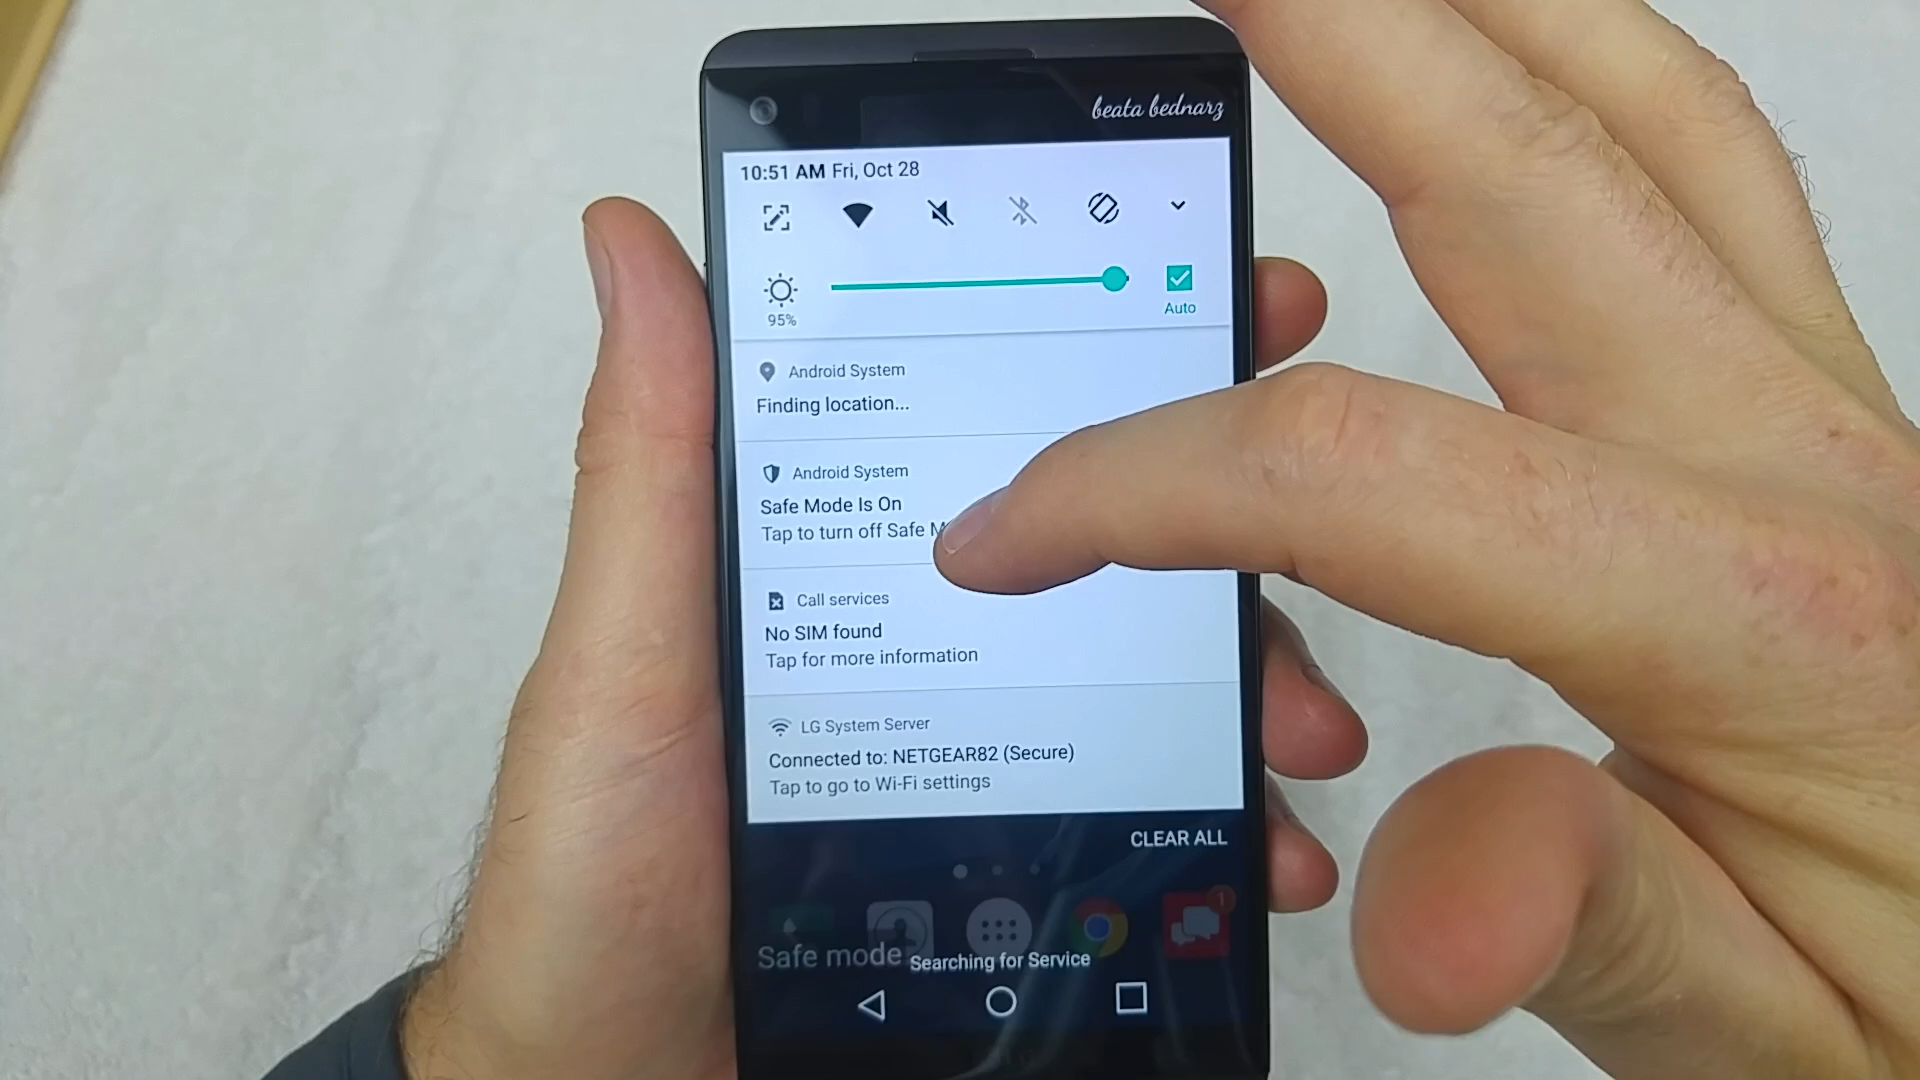 beata bednarz
10:51 AM Fri, Oct 28
95%
Auto
Android System
Finding location...
Android System
Safe Mode Is On
Tap to turn off Safe M
Call services
No SIM found
Tap for more information
LG System Server
Connected to: NETGEAR82 (Secure)
Tap to go to Wi-Fi settings
CLEAR ALL
1
Safe mode
Searching for Service